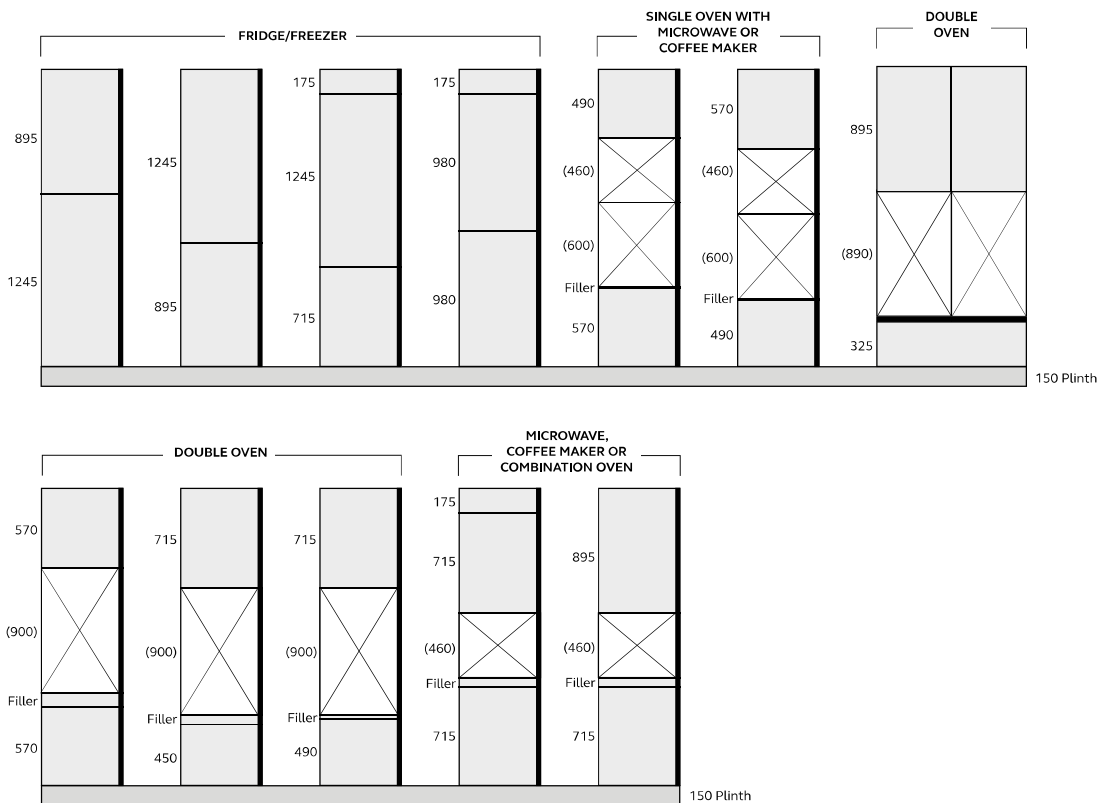 FRIDGE/FREEZER
SINGLE OVEN WITH
MICROWAVE OR
COFFEE MAKER
DOUBLE
OVEN
895
1245
1245
895
175
1245
715
175
980
980
490
(460)
(600)
Filler
570
570
(460)
(600)
Filler
490
895
(890)
325
150 Plinth
DOUBLE OVEN
MICROWAVE,
COFFEE MAKER OR
COMBINATION OVEN
570
(900)
Filler
570
715
(900)
Filler
450
715
(900)
Filler
490
175
715
(460)
Filler
715
895
(460)
Filler
715
150 Plinth